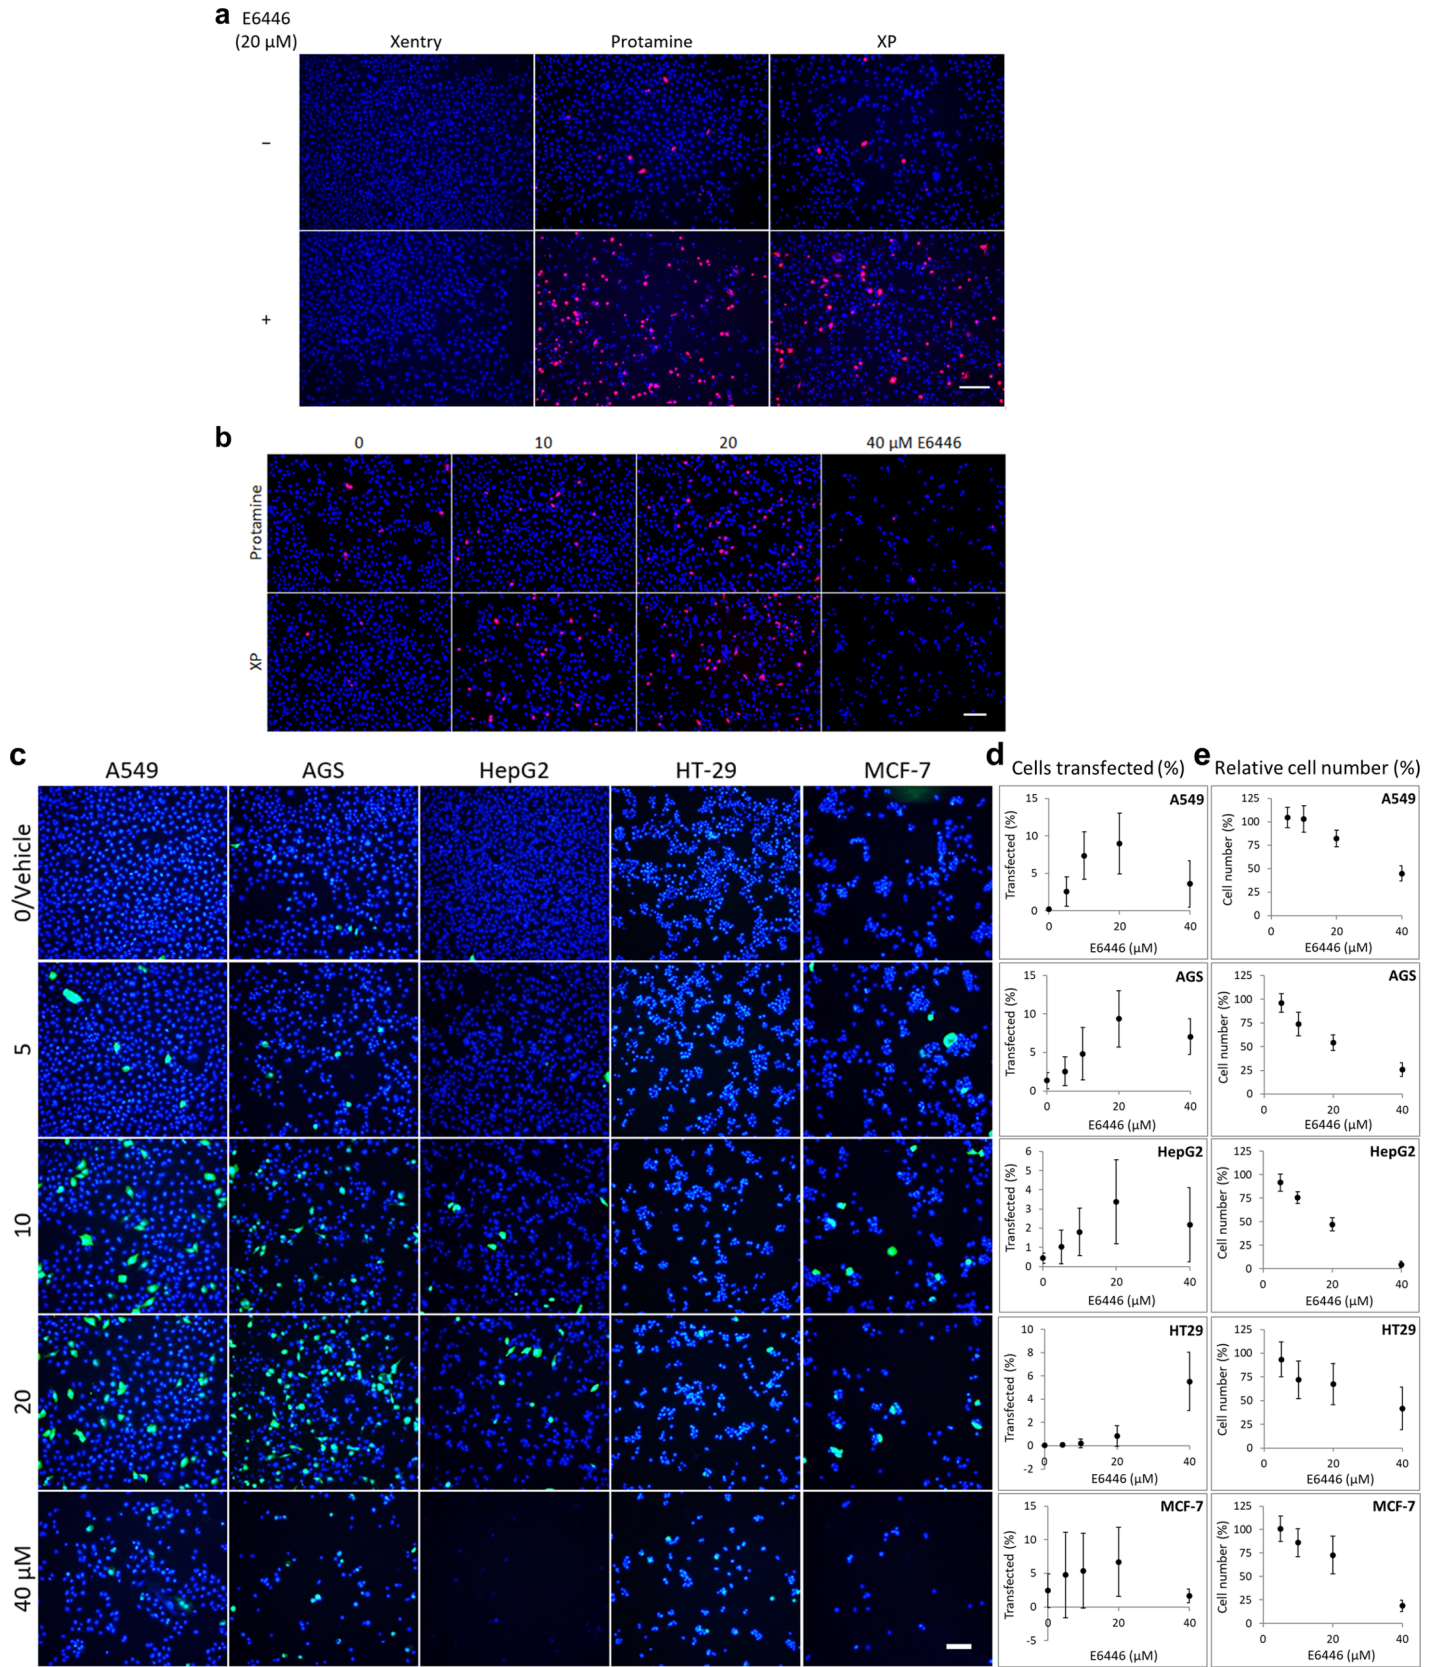 a
E6446
(20 µM)
Xentry
Protamine
XP
–
+
b
0
10
20
40 µM E6446
Protamine
XP
c
A549
AGS
HepG2
HT-29
MCF-7
0/Vehicle
5
10
20
40 µM
d
Cells transfected (%)
A549
Transfected (%)
15
10
5
0
0
20
40
E6446 (µM)
AGS
Transfected (%)
15
10
5
0
0
20
40
E6446 (µM)
HepG2
Transfected (%)
6
5
4
3
2
1
0
0
20
40
E6446 (µM)
HT29
Transfected (%)
10
8
6
4
2
0
-2
0
20
40
E6446 (µM)
MCF-7
Transfected (%)
15
10
5
0
-5
0
20
40
E6446 (µM)
e
Relative cell number (%)
A549
Cell number (%)
125
100
75
50
25
0
0
20
40
E6446 (µM)
AGS
Cell number (%)
125
100
75
50
25
0
0
20
40
E6446 (µM)
HepG2
Cell number (%)
125
100
75
50
25
0
0
20
40
E6446 (µM)
HT29
Cell number (%)
125
100
75
50
25
0
0
20
40
E6446 (µM)
MCF-7
Cell number (%)
125
100
75
50
25
0
0
20
40
E6446 (µM)